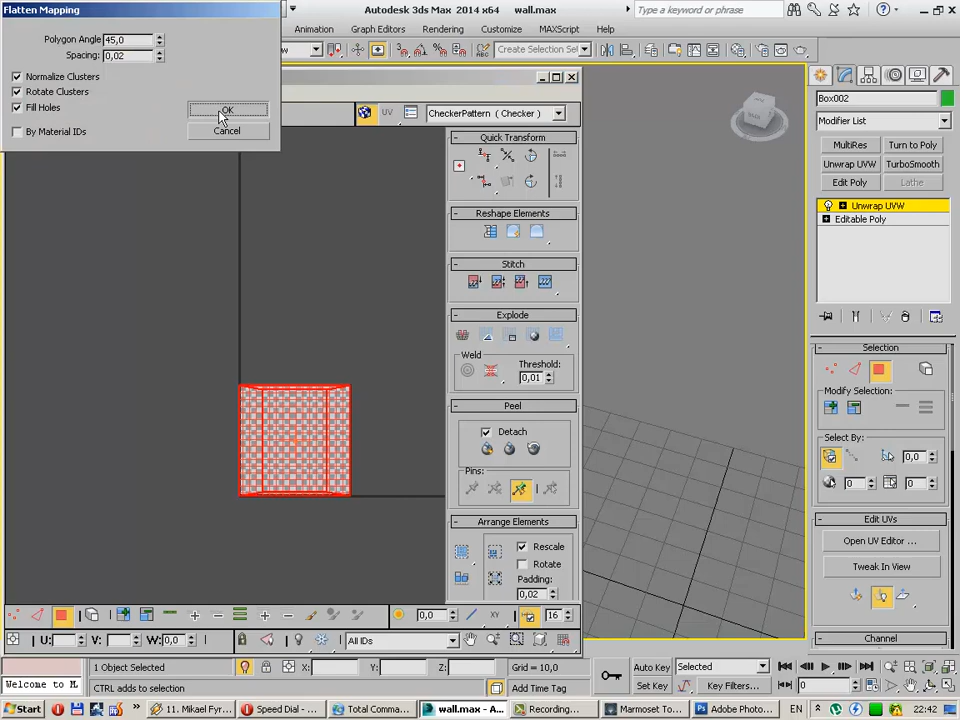 Flatten Mapping
Autodesk 3ds Max 2014 x64 wall.max
Type a keyword or phrase
Animation Graph Editors Rendering Customize MAXScript Help
Create Selection Se
Polygon Angle: 45,0
Spacing: 0,02
Normalize Clusters
Rotate Clusters
Fill Holes
By Material IDs
OK
Cancel
UV
CheckerPattern ( Checker )
Quick Transform
Reshape Elements
Stitch
Explode
Weld
Threshold:
0,01
Peel
Detach
Pins:
Arrange Elements
Rescale
Rotate
Padding:
0,02
Box002
Modifier List
MultiRes Turn to Poly
Unwrap UVW TurboSmooth
Edit Poly Lathe
Unwrap UVW
Editable Poly
Selection
Modify Selection:
Select By:
0,0
0 0
Edit UVs
Open UV Editor ...
Tweak In View
Channel
0,0 XY 16
U: V: W: 0,0 All IDs
1 Object Selected X: Y: Z: Grid = 10,0 Auto Key Selected
Welcome to M CTRL adds to selection Add Time Tag Set Key Key Filters... 0
Start 11. Mikael Fyr... Speed Dial - ... Total Comma... wall.max - A... Recording... Marmoset To... Adobe Photo... EN 22:42